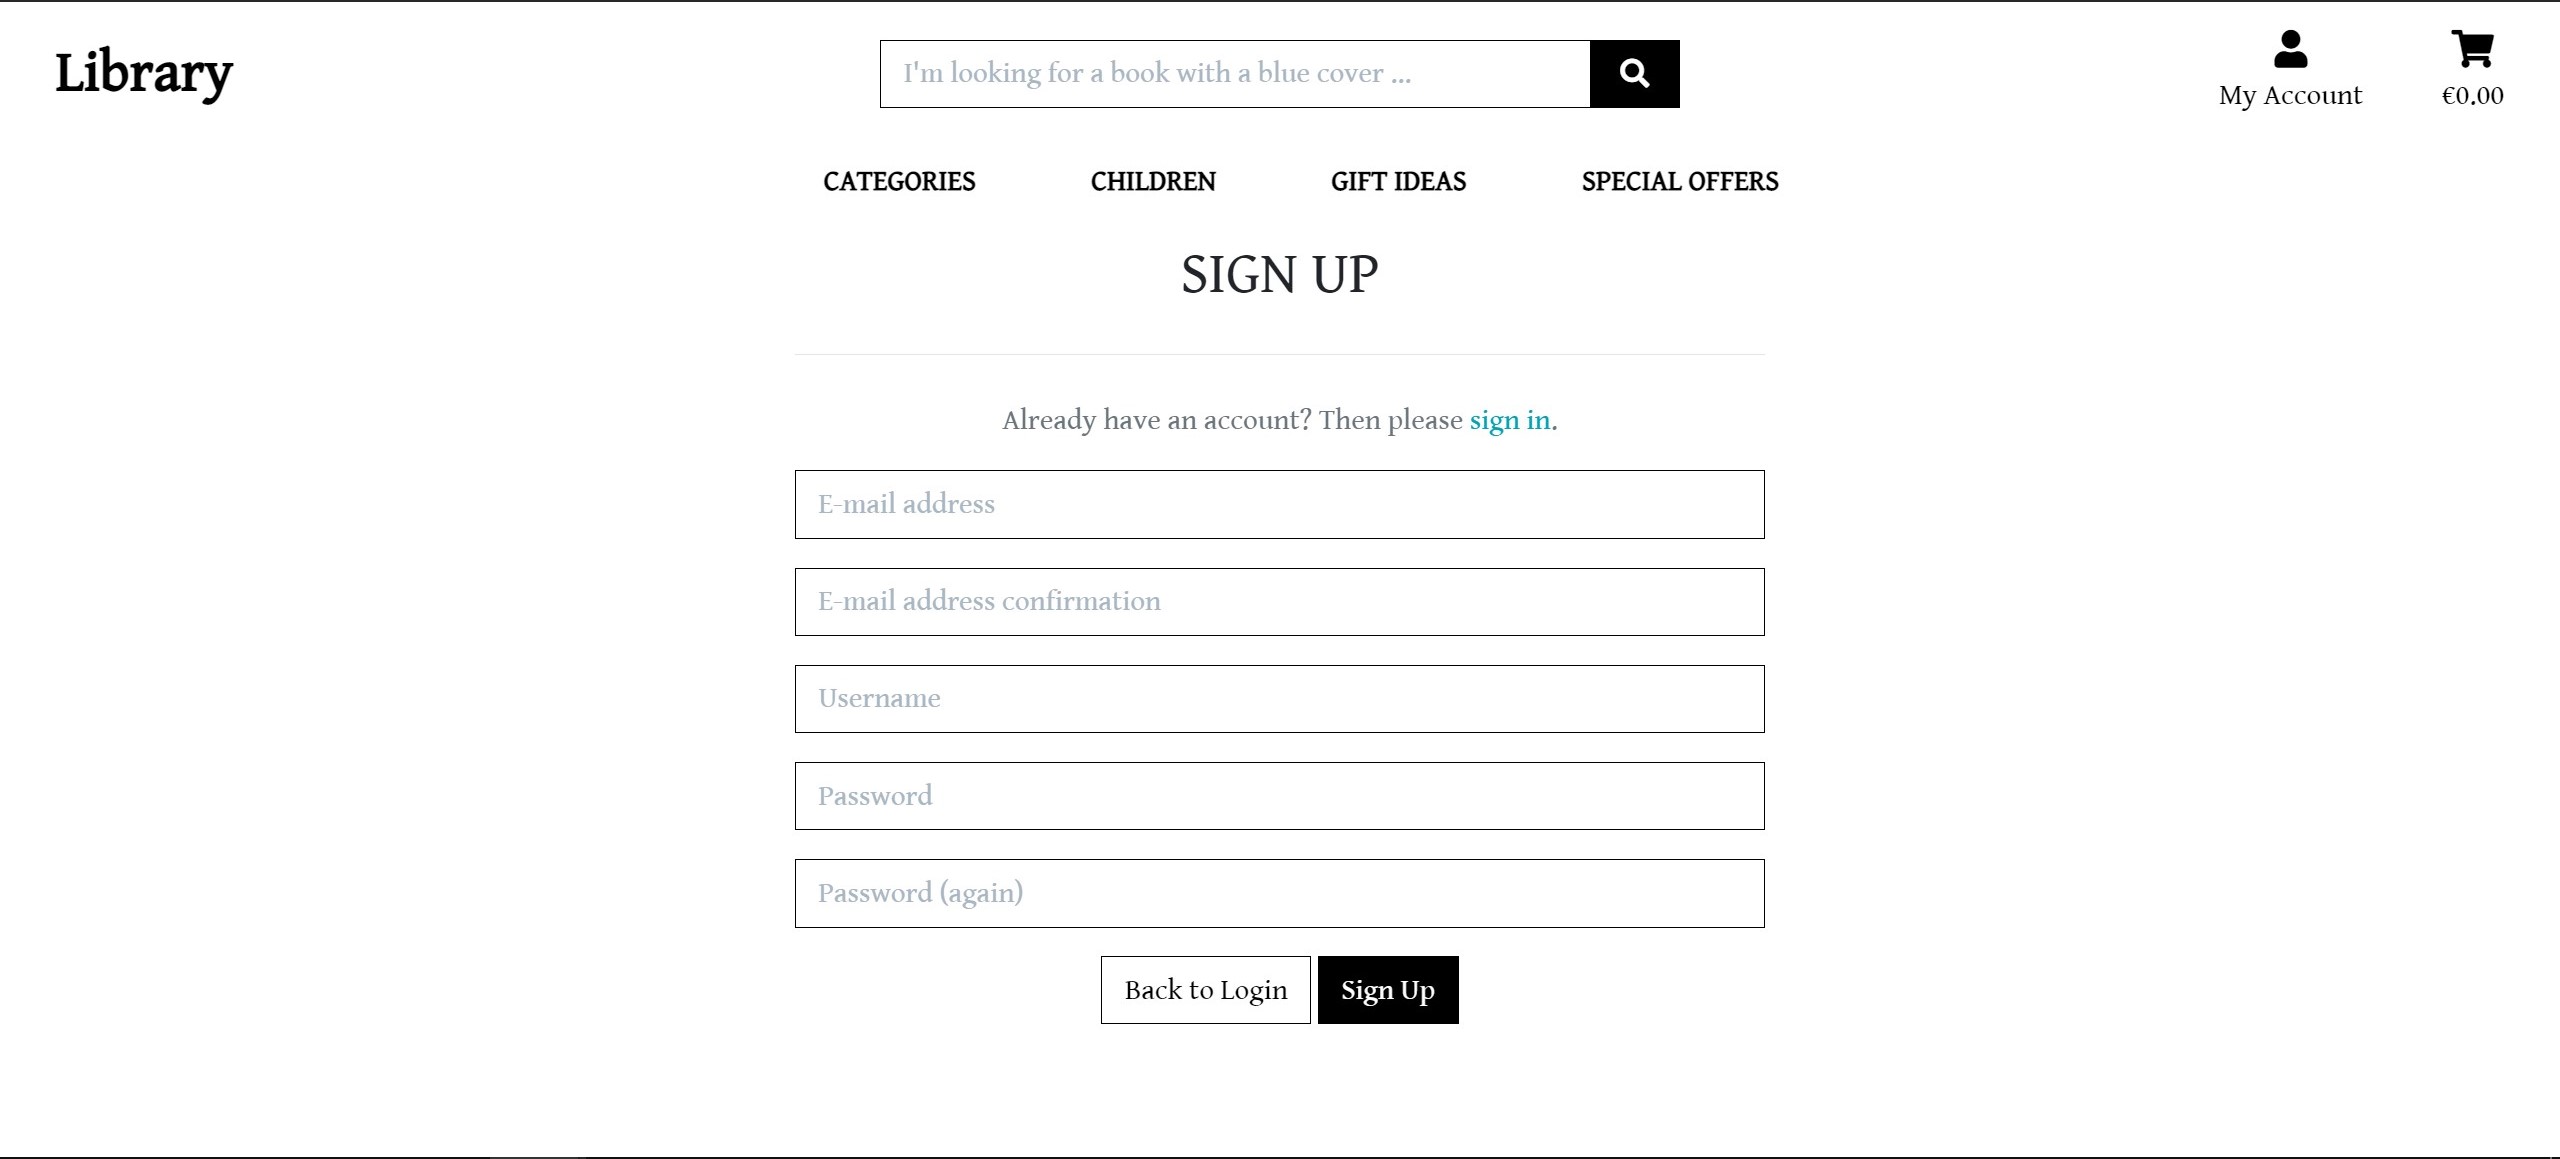 Library
I'm looking for a book with a blue cover ...
My Account
€0.00
CATEGORIES
CHILDREN
GIFT IDEAS
SPECIAL OFFERS
SIGN UP
Already have an account? Then please sign in.
E-mail address
E-mail address confirmation
Username
Password
Password (again)
Back to Login
Sign Up